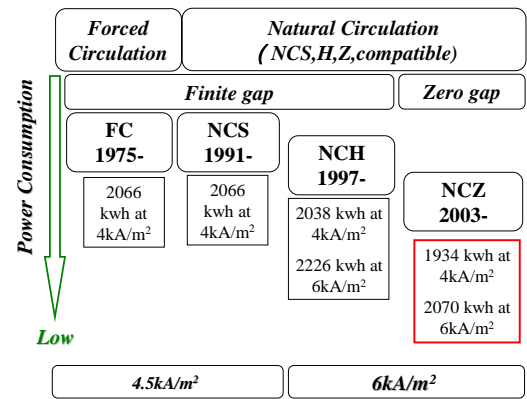 Forced
Circulation
Natural Circulation
( NCS,H,Z,compatible)
Finite gap
Zero gap
Power Consumption
Low
FC
1975-
2066
kwh at
4kA/m²
NCS
1991-
2066
kwh at
4kA/m²
NCH
1997-
2038 kwh at
4kA/m²
2226 kwh at
6kA/m²
NCZ
2003-
1934 kwh at
4kA/m²
2070 kwh at
6kA/m²
4.5kA/m²
6kA/m²